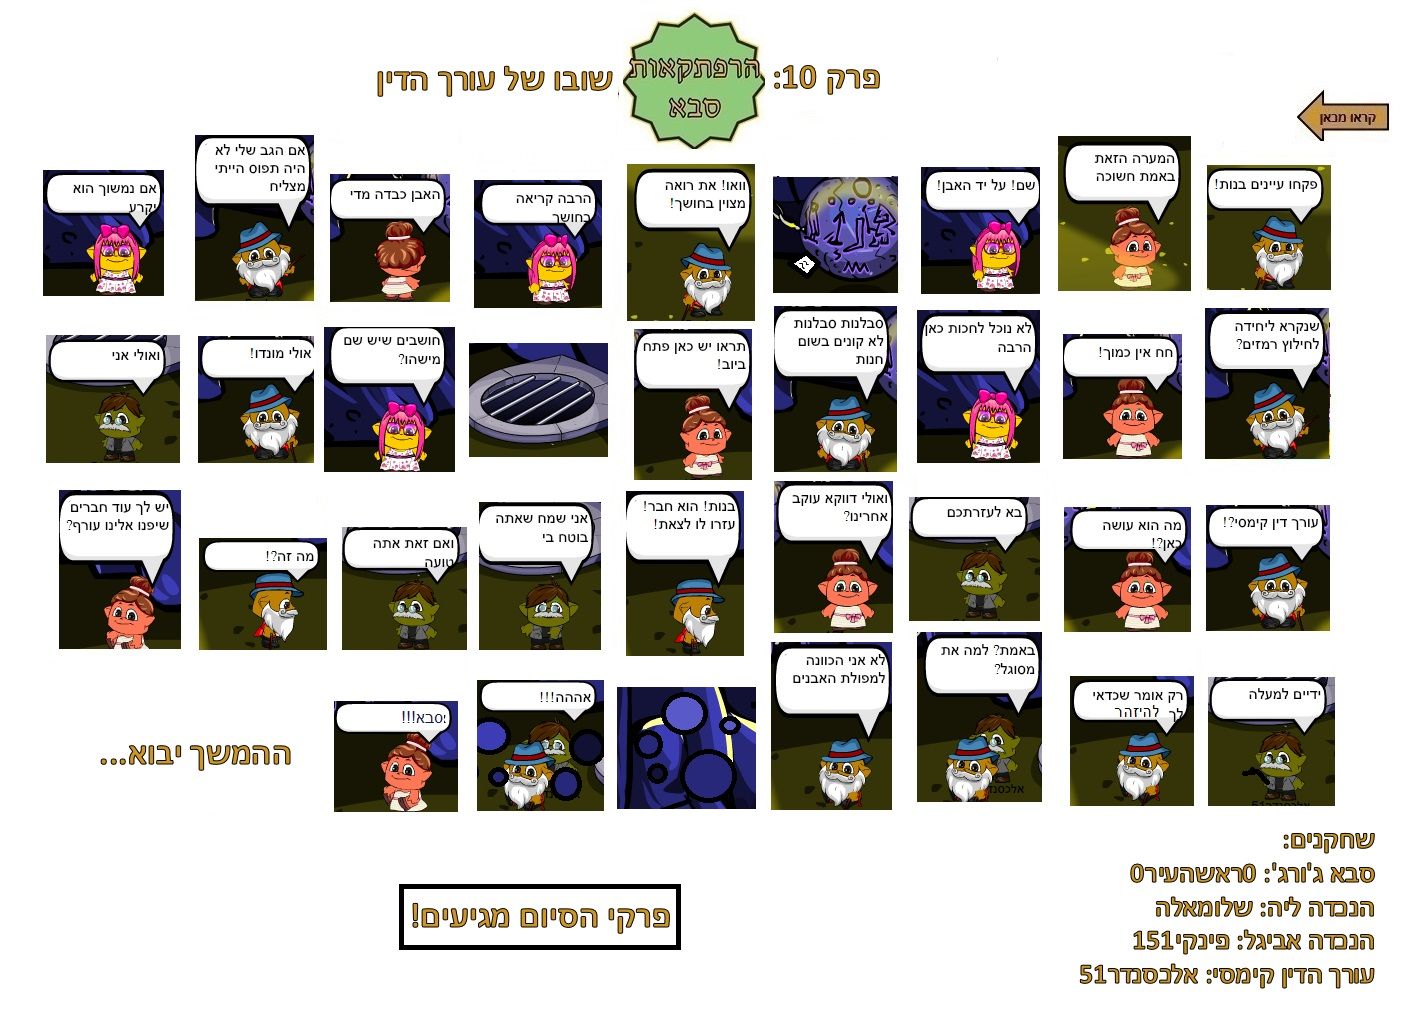 פרק 10:
הרפתקאות
סבא
שובו של עורך הדין
קראו מכאן
פקחו עיניים בנות!
המערה הזאת
באמת חשוכה
שם! על יד האבן!
וואו! את רואה
מצוין בחושך!
הרבה קריאה
בחושך
האבן כבדה מדי
אם הגב שלי לא
היה תפוס הייתי
מצליח
אם נמשוך הוא
יקרע
שנקרא ליחידה
לחילוץ רמזים?
חח אין כמוך!
לא נוכל לחכות כאן
הרבה
סבלנות סבלנות
לא קונים בשום
חנות
תראו יש כאן פתח
ביוב!
חושבים שיש שם
מישהו?
אולי מונדו!
ואולי אני
עורך דין קימסי?!
מה הוא עושה
כאן?!
בא לעזרתכם
ואולי דווקא עוקב
אחרינו?
בנות! הוא חבר!
עזרו לו לצאת!
אני שמח שאתה
בוטח בי
ואם זאת אתה
טועה
מה זה?!
יש לך עוד חברים
שיפנו אלינו עורף?
ידיים למעלה
אלכסנדר51
רק אומר שכדאי
לך להיזהר
באמת? למה את
מסוגל?
אלכסנד
לא אני הכוונה
למפולת האבנים
אההה!!!
סבא!!!
ההמשך יבוא...
שחקנים:
סבא ג'ורג': 0ראשהעיר0
הנכדה ליה: שלומאלה
הנכדה אביגל: פינקי151
עורך הדין קימסי: אלכסנדר51
פרקי הסיום מגיעים!